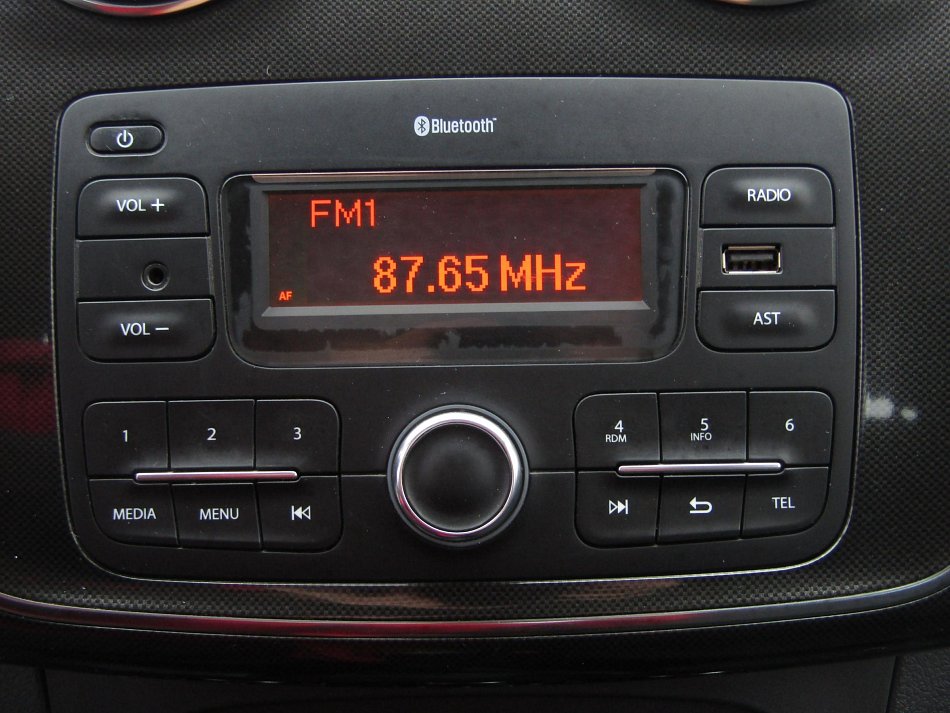 Bluetooth™
VOL +
VOL −
FM1
87.65 MHz
AF
RADIO
AST
1
2
3
MEDIA
MENU
4
RDM
5
INFO
6
TEL